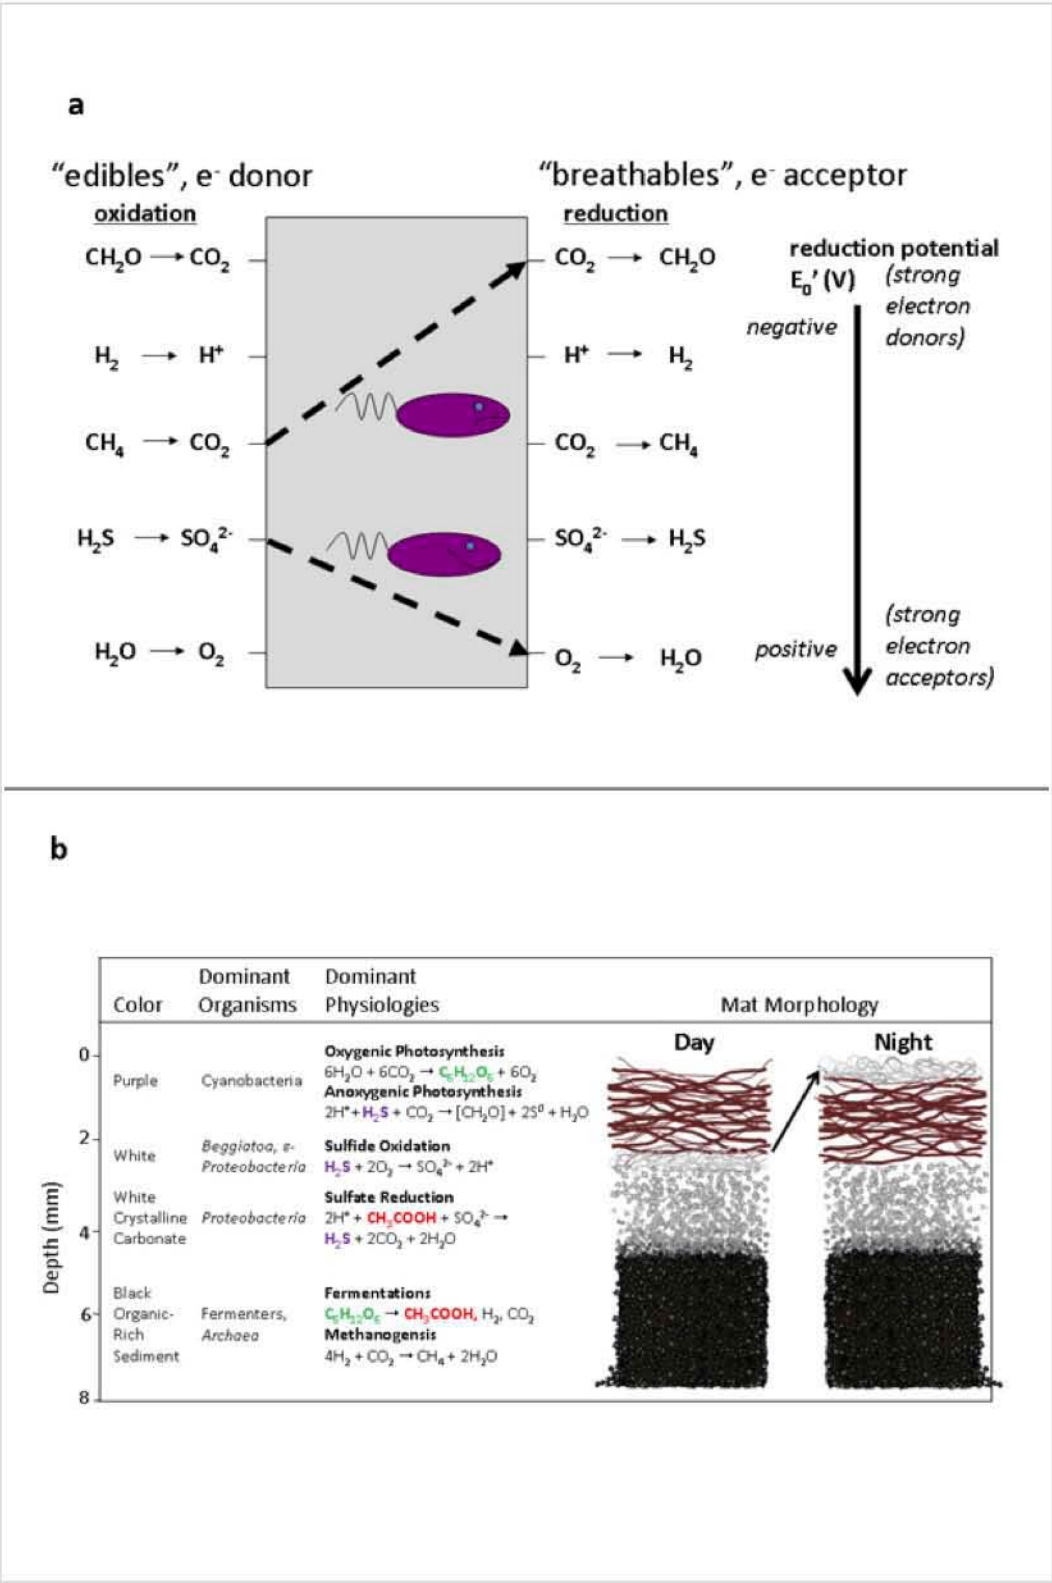 a
"edibles", e⁻ donor
"breathables", e⁻ acceptor
oxidation
reduction
CH₂O → CO₂
CO₂ → CH₂O
H₂ → H⁺
H⁺ → H₂
CH₄ → CO₂
CO₂ → CH₄
H₂S → SO₄²⁻
SO₄²⁻ → H₂S
H₂O → O₂
O₂ → H₂O
reduction potential
E₀' (V)
(strong
electron
donors)
negative
positive
(strong
electron
acceptors)
b
Color
Dominant
Organisms
Dominant
Physiologies
Mat Morphology
Day
Night
Depth (mm)
0
2
4
6
8
Purple
Cyanobacteria
Oxygenic Photosynthesis
6H₂O + 6CO₂ → C₆H₁₂O₆ + 6O₂
Anoxygenic Photosynthesis
2H⁺ + H₂S + CO₂ → [CH₂O] + 2S⁰ + H₂O
White
Beggiatoa, ε-
Proteobacteria
Sulfide Oxidation
H₂S + 2O₂ → SO₄²⁻ + 2H⁺
White
Crystalline
Carbonate
Proteobacteria
Sulfate Reduction
2H⁺ + CH₃COOH + SO₄²⁻ →
H₂S + 2CO₂ + 2H₂O
Black
Organic-
Rich
Sediment
Fermenters,
Archaea
Fermentations
C₆H₁₂O₆ → CH₃COOH, H₂, CO₂
Methanogensis
4H₂ + CO₂ → CH₄ + 2H₂O